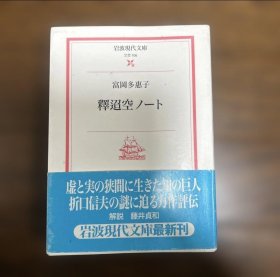 岩波現代文庫
富岡多惠子
釋迢空ノート
虚と実の狭間に生きた知の巨人
折口信夫の謎に迫る力作評伝
解説 藤井貞和
岩波現代文庫最新刊